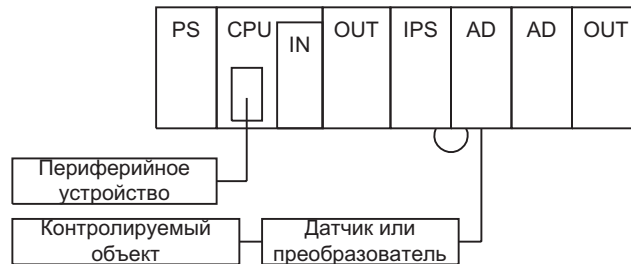 PS CPU IN OUT IPS AD AD OUT
Периферийное
устройство
Контролируемый
объект
Датчик или
преобразователь